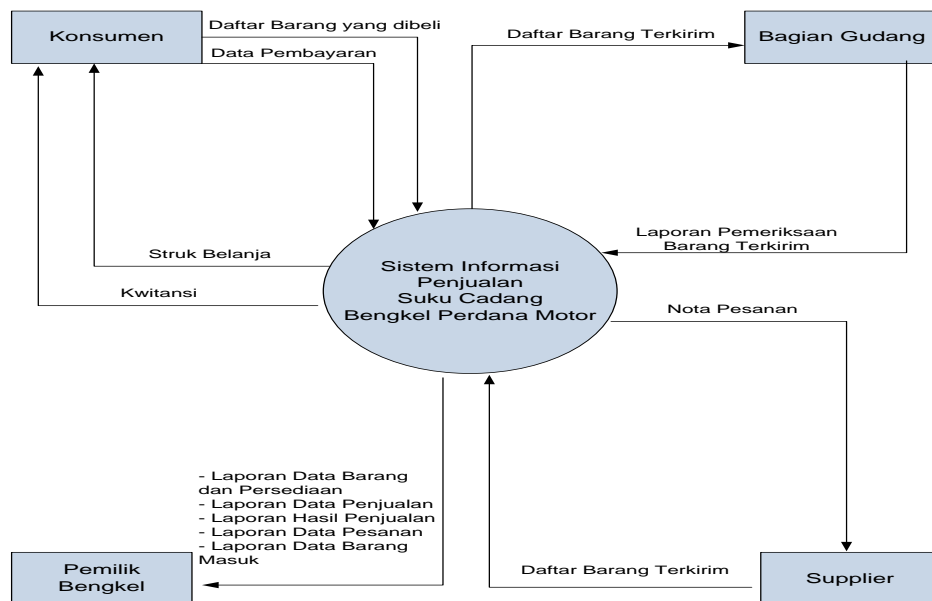 Konsumen
Daftar Barang yang dibeli
Data Pembayaran
Daftar Barang Terkirim
Bagian Gudang
Struk Belanja
Kwitansi
Sistem Informasi
Penjualan
Suku Cadang
Bengkel Perdana Motor
Laporan Pemeriksaan
Barang Terkirim
Nota Pesanan
- Laporan Data Barang
dan Persediaan
- Laporan Data Penjualan
- Laporan Hasil Penjualan
- Laporan Data Pesanan
- Laporan Data Barang
Masuk
Pemilik
Bengkel
Daftar Barang Terkirim
Supplier